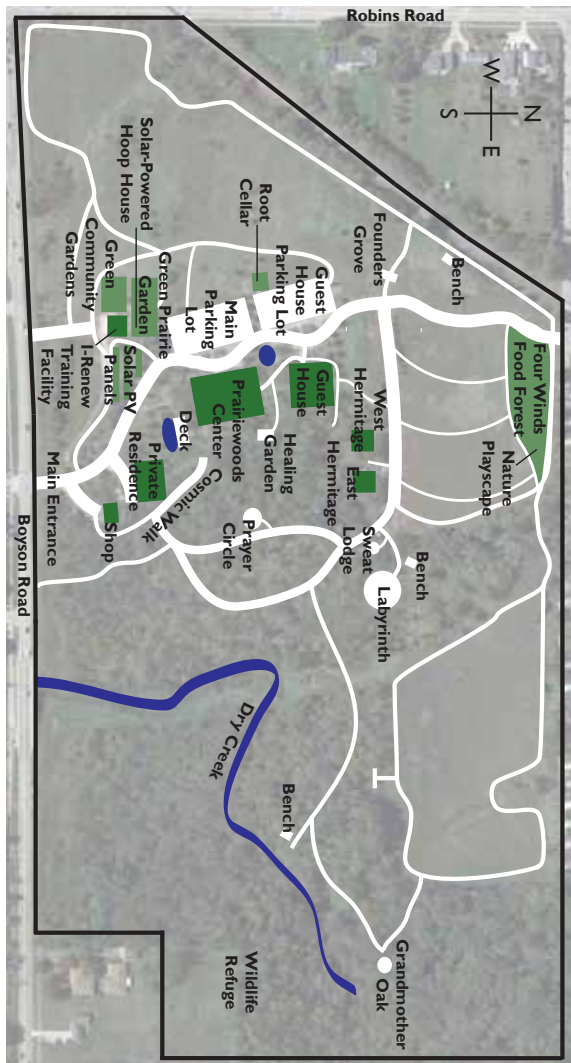 Robins Road
N
W
E
S
Solar-Powered
Hoop House
Root
Cellar
Founders
Grove
Bench
Guest
House
Parking Lot
Main
Parking
Lot
Green Prairie
Garden
Green
Community
Gardens
I-Renew
Training
Facility
Solar PV
Panels
Four Winds
Food Forest
Nature
Playscape
West
Hermitage
East
Hermitage
Guest
House
Prairiewoods
Center
Healing
Garden
Deck
Private
Residence
Cosmic Walk
Main Entrance
Shop
Prayer
Circle
Sweat
Lodge
Bench
Labyrinth
Boyson Road
Dry Creek
Bench
Grandmother
Oak
Wildlife
Refuge